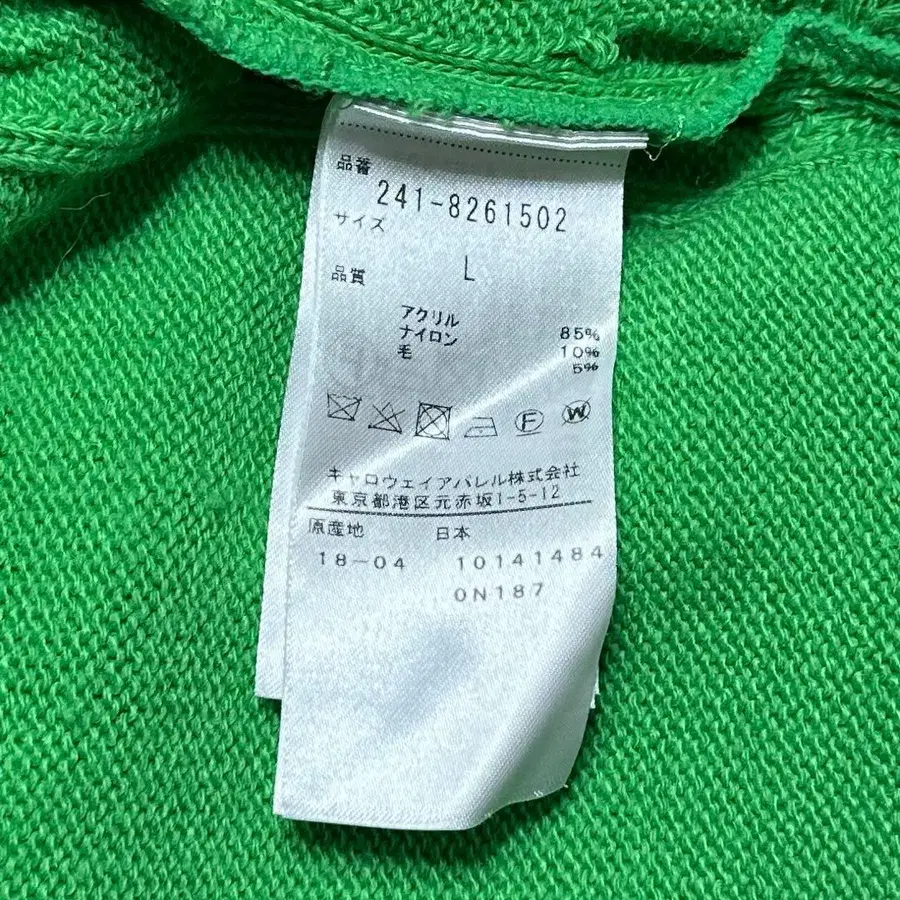 品番
241-8261502
サイズ
L
品質
アクリル 85%
ナイロン 10%
毛 5%
F W
キャロウェイアパレル株式会社
東京都港区元赤坂1-5-12
原産地 日本
18-04 10141484
0N187